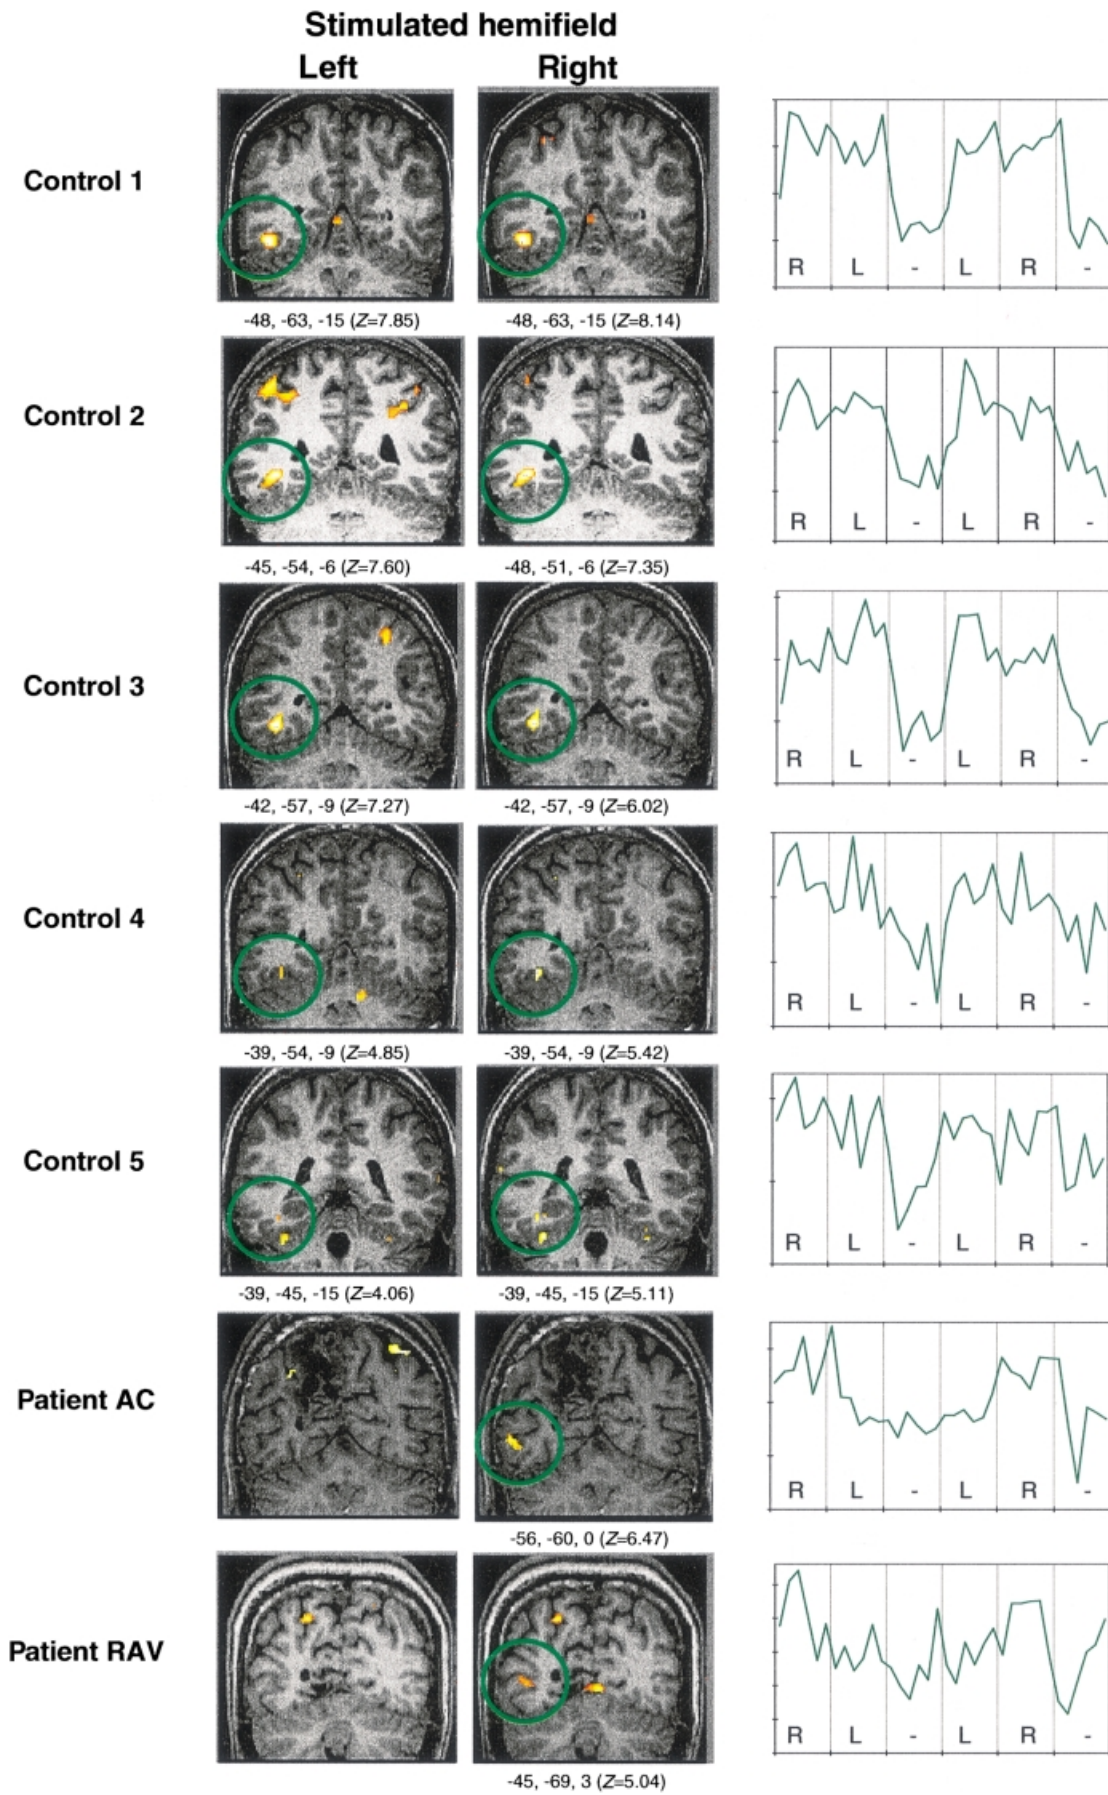 Stimulated hemifield
Left Right
Control 1
R L - L R -
-48, -63, -15 (Z=7.85) -48, -63, -15 (Z=8.14)
Control 2
R L - L R -
-45, -54, -6 (Z=7.60) -48, -51, -6 (Z=7.35)
Control 3
R L - L R -
-42, -57, -9 (Z=7.27) -42, -57, -9 (Z=6.02)
Control 4
R L - L R -
-39, -54, -9 (Z=4.85) -39, -54, -9 (Z=5.42)
Control 5
R L - L R -
-39, -45, -15 (Z=4.06) -39, -45, -15 (Z=5.11)
Patient AC
R L - L R -
-56, -60, 0 (Z=6.47)
Patient RAV
R L - L R -
-45, -69, 3 (Z=5.04)